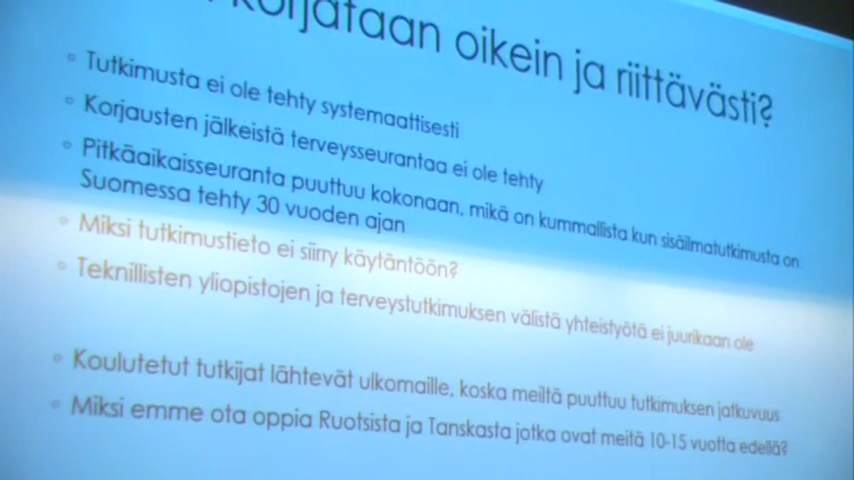 korjataan oikein ja riittävästi?
Tutkimusta ei ole tehty systemaattisesti
Korjausten jälkeistä terveysseurantaa ei ole tehty
Pitkäaikaisseuranta puuttuu kokonaan, mikä on kummallista kun sisäilmatutkimusta on
Suomessa tehty 30 vuoden ajan
Miksi tutkimustieto ei siirry käytäntöön?
Teknillisten yliopistojen ja terveystutkimuksen välistä yhteistyötä ei juurikaan ole
Koulutetut tutkijat lähtevät ulkomaille, koska meiltä puuttuu tutkimuksen jatkuvuus
Miksi emme ota oppia Ruotsista ja Tanskasta jotka ovat meitä 10-15 vuotta edellä?